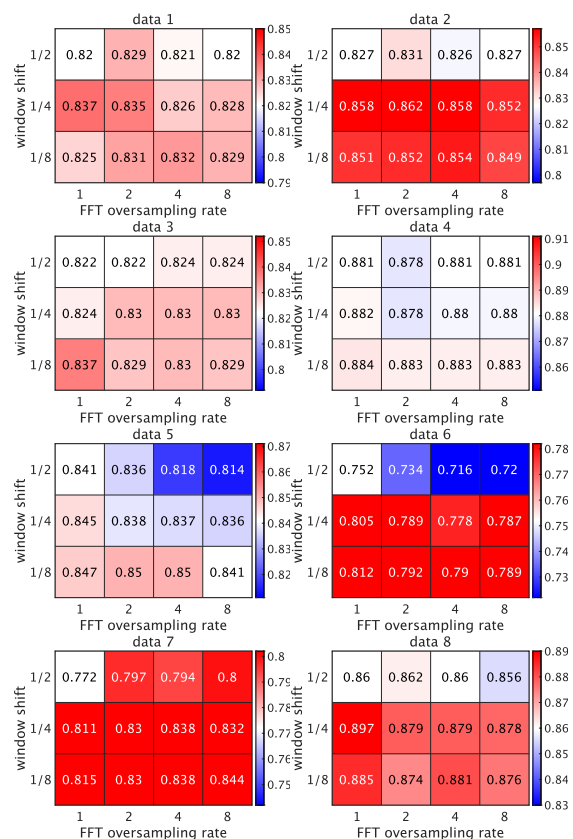 data 1
window shift
1/2 0.82 0.829 0.821 0.82
1/4 0.837 0.835 0.826 0.828
1/8 0.825 0.831 0.832 0.829
1 2 4 8
FFT oversampling rate
0.85
0.84
0.83
0.82
0.81
0.8
0.79
data 2
window shift
1/2 0.827 0.831 0.826 0.827
1/4 0.858 0.862 0.858 0.852
1/8 0.851 0.852 0.854 0.849
1 2 4 8
FFT oversampling rate
0.85
0.84
0.83
0.82
0.81
0.8
data 3
window shift
1/2 0.822 0.822 0.824 0.824
1/4 0.824 0.83 0.83 0.83
1/8 0.837 0.829 0.83 0.829
1 2 4 8
FFT oversampling rate
0.85
0.84
0.83
0.82
0.81
0.8
data 4
window shift
1/2 0.881 0.878 0.881 0.881
1/4 0.882 0.878 0.88 0.88
1/8 0.884 0.883 0.883 0.883
1 2 4 8
FFT oversampling rate
0.91
0.9
0.89
0.88
0.87
0.86
data 5
window shift
1/2 0.841 0.836 0.818 0.814
1/4 0.845 0.838 0.837 0.836
1/8 0.847 0.85 0.85 0.841
1 2 4 8
FFT oversampling rate
0.87
0.86
0.85
0.84
0.83
0.82
data 6
window shift
1/2 0.752 0.734 0.716 0.72
1/4 0.805 0.789 0.778 0.787
1/8 0.812 0.792 0.79 0.789
1 2 4 8
FFT oversampling rate
0.78
0.77
0.76
0.75
0.74
0.73
data 7
window shift
1/2 0.772 0.797 0.794 0.8
1/4 0.811 0.83 0.838 0.832
1/8 0.815 0.83 0.838 0.844
1 2 4 8
FFT oversampling rate
0.8
0.79
0.78
0.77
0.76
0.75
data 8
window shift
1/2 0.86 0.862 0.86 0.856
1/4 0.897 0.879 0.879 0.878
1/8 0.885 0.874 0.881 0.876
1 2 4 8
FFT oversampling rate
0.89
0.88
0.87
0.86
0.85
0.84
0.83